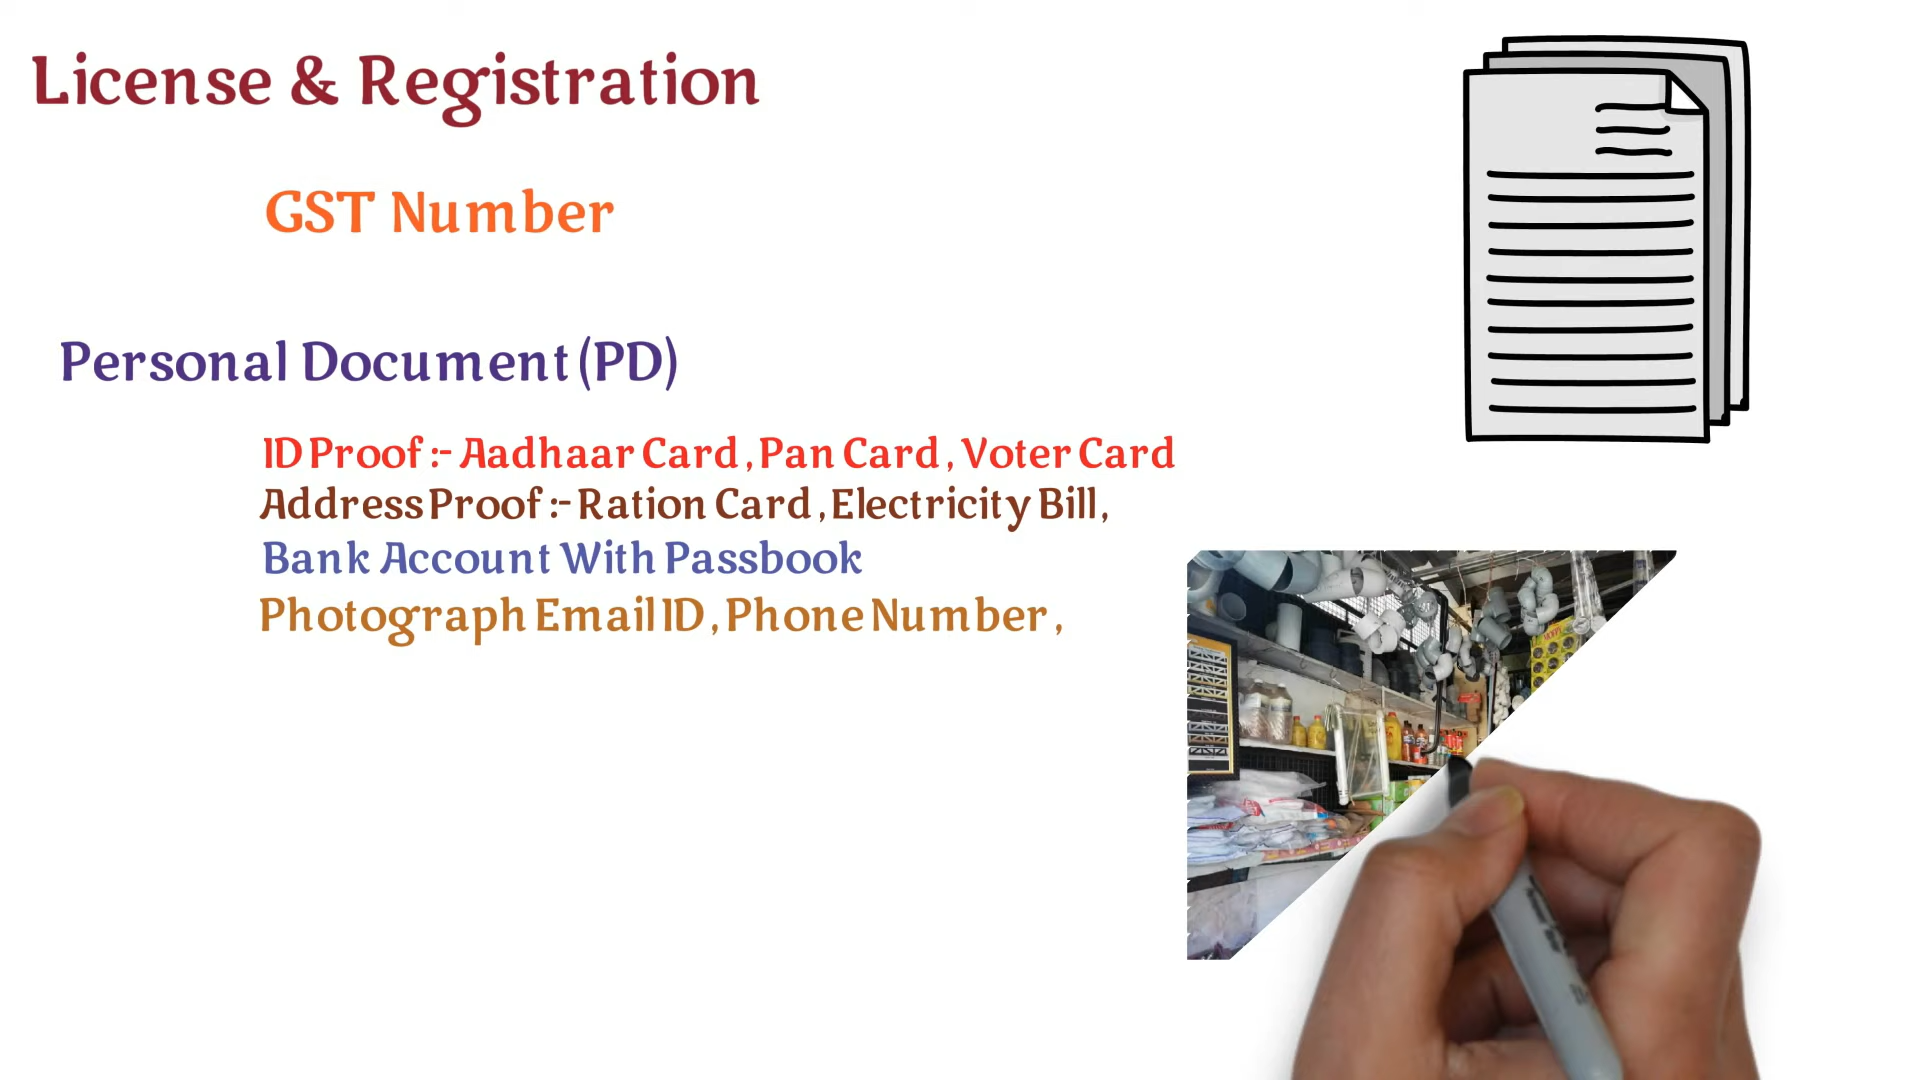 License & Registration
GST Number
Personal Document (PD)
ID Proof :- Aadhaar Card , Pan Card , Voter Card
Address Proof :- Ration Card , Electricity Bill ,
Bank Account With Passbook
Photograph Email ID , Phone Number ,